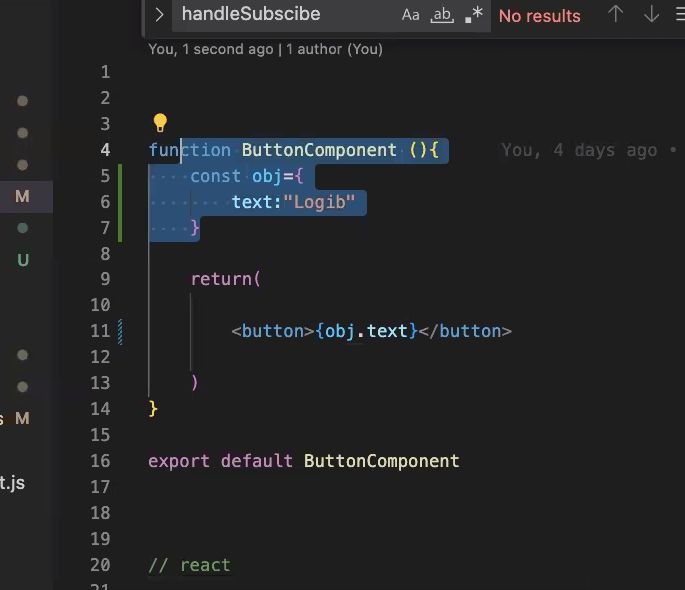 handleSubscibe Aa ab .* No results
You, 1 second ago | 1 author (You)
1
2
3
4 function ButtonComponent (){ You, 4 days ago •
M 5 const obj={
6 text:"Logib"
7 }
U 8
9 return(
10
11 <button>{obj.text}</button>
12
13 )
s M 14 }
15
16 export default ButtonComponent
t.js 17
18
19
20 // react
21